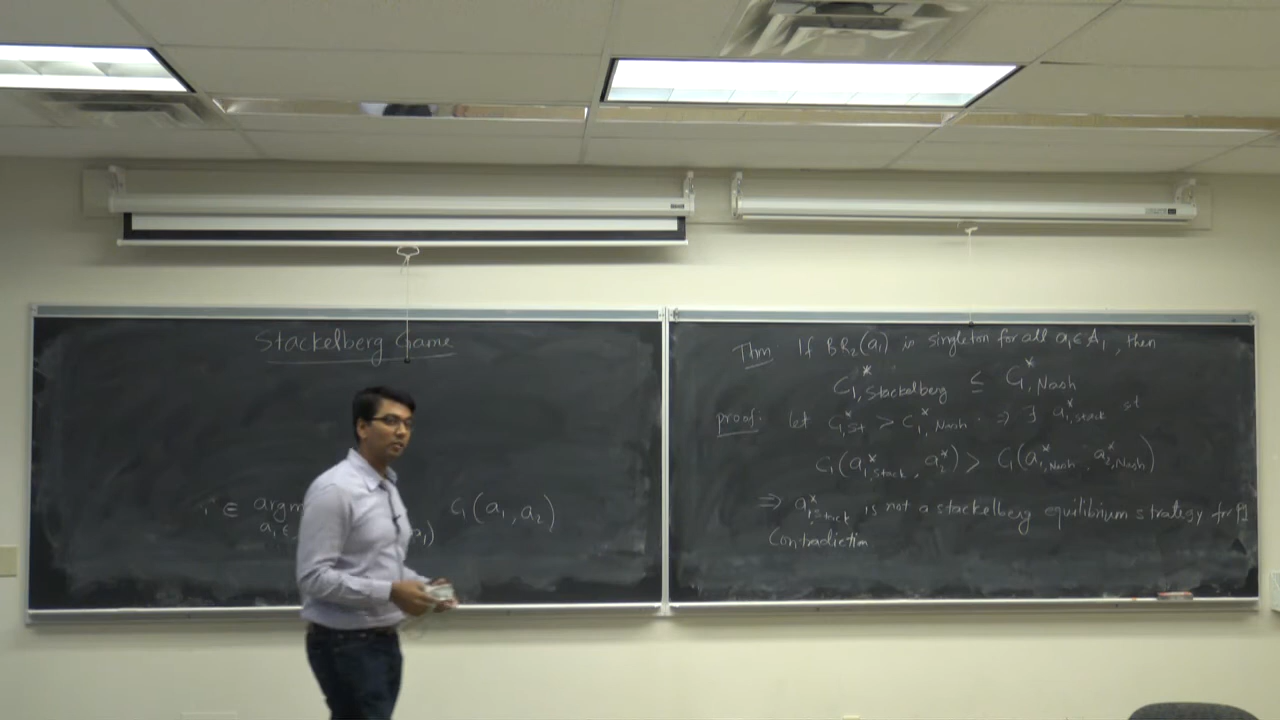 Stackelberg Game
∈ argm
C₁(a₁, a₂)
a₁∈ a₁)
Thm: If BR₂(a₁) is singleton for all a₁ ∈ A₁, then
C*₁,Stackelberg ≤ C*₁,Nash
proof: let C*₁,St > C*₁,Nash ⇒ ∃ a*₁,stack st
C₁(a*₁,stack, a*₂) > C₁(a*₁,Nash, a*₂,Nash)
⇒ a*₁,stack is not a stackelberg equilibrium strategy for P1
Contradiction